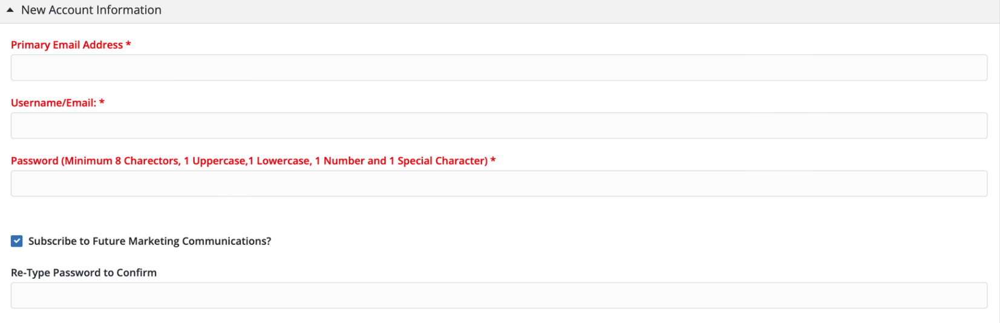 New Account Information
Primary Email Address *
Username/Email: *
Password (Minimum 8 Charectors, 1 Uppercase,1 Lowercase, 1 Number and 1 Special Character) *
Subscribe to Future Marketing Communications?
Re-Type Password to Confirm